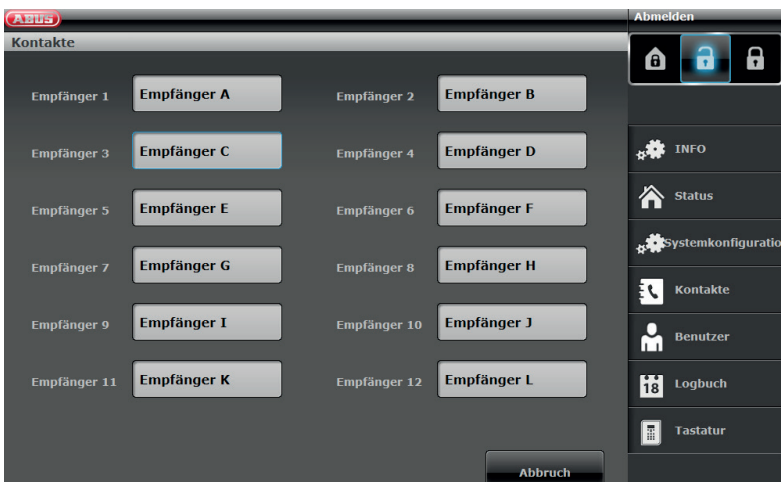 ABUS
Abmelden
Kontakte
Empfänger 1 Empfänger A Empfänger 2 Empfänger B
Empfänger 3 Empfänger C Empfänger 4 Empfänger D
Empfänger 5 Empfänger E Empfänger 6 Empfänger F
Empfänger 7 Empfänger G Empfänger 8 Empfänger H
Empfänger 9 Empfänger I Empfänger 10 Empfänger J
Empfänger 11 Empfänger K Empfänger 12 Empfänger L
Abbruch
INFO
Status
Systemkonfiguratio
Kontakte
Benutzer
18 Logbuch
Tastatur